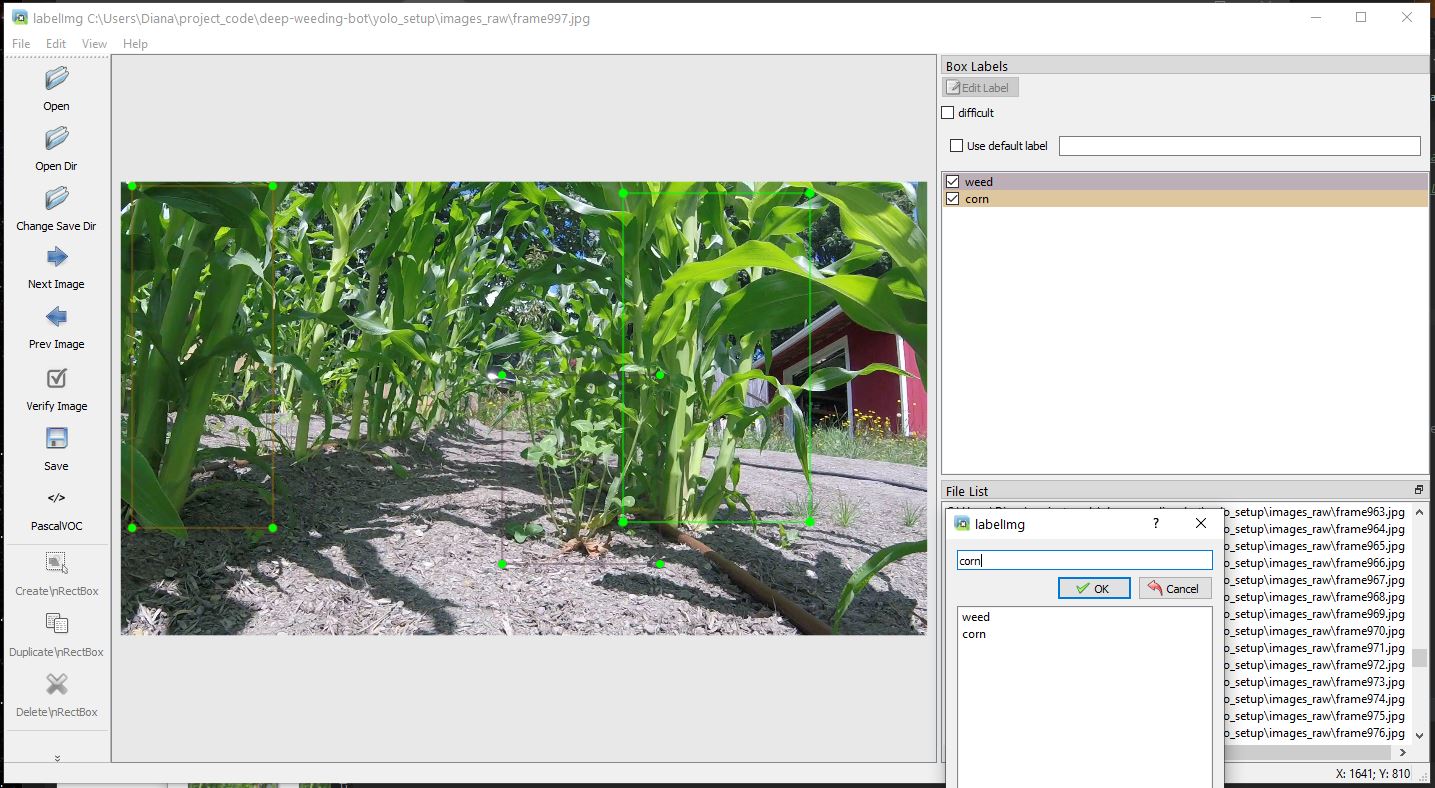 labelImg C:\Users\Diana\project_code\deep-weeding-bot\yolo_setup\images_raw\frame997.jpg
File Edit View Help
Open
Open Dir
Change Save Dir
Next Image
Prev Image
Verify Image
Save
</>
PascalVOC
Create\nRectBox
Duplicate\nRectBox
Delete\nRectBox
Box Labels
Edit Label
difficult
Use default label
weed
corn
File List
o_setup\images_raw\frame963.jpg
o_setup\images_raw\frame964.jpg
o_setup\images_raw\frame965.jpg
o_setup\images_raw\frame966.jpg
o_setup\images_raw\frame967.jpg
o_setup\images_raw\frame968.jpg
o_setup\images_raw\frame969.jpg
o_setup\images_raw\frame970.jpg
o_setup\images_raw\frame971.jpg
o_setup\images_raw\frame972.jpg
o_setup\images_raw\frame973.jpg
o_setup\images_raw\frame974.jpg
o_setup\images_raw\frame975.jpg
o_setup\images_raw\frame976.jpg
labelImg ?
corn
OK Cancel
weed
corn
X: 1641; Y: 810